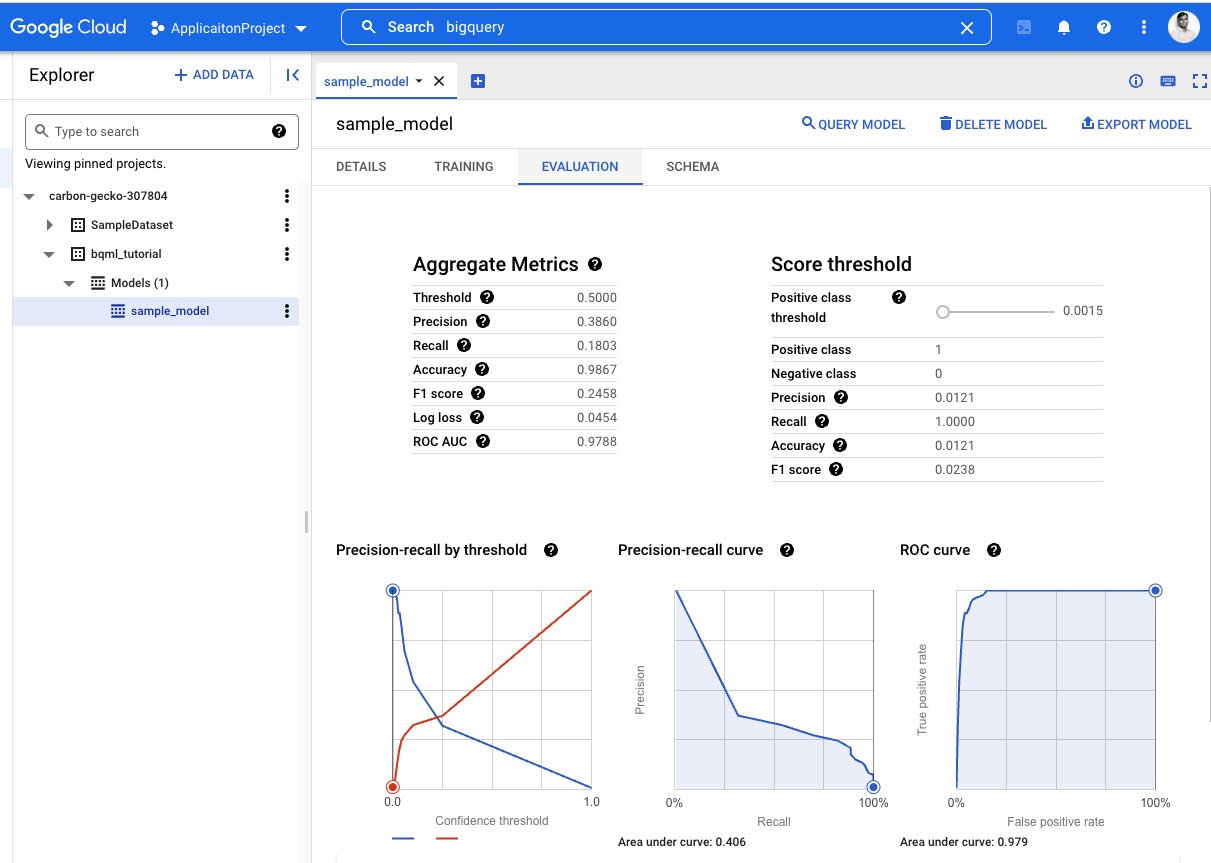 Google Cloud ApplicaitonProject Search bigquery
Explorer ADD DATA
sample_model
Type to search
Viewing pinned projects.
carbon-gecko-307804
SampleDataset
bqml_tutorial
Models (1)
sample_model
sample_model QUERY MODEL DELETE MODEL EXPORT MODEL
DETAILS TRAINING EVALUATION SCHEMA
Aggregate Metrics
Threshold 0.5000
Precision 0.3860
Recall 0.1803
Accuracy 0.9867
F1 score 0.2458
Log loss 0.0454
ROC AUC 0.9788
Score threshold
Positive class
threshold 0.0015
Positive class 1
Negative class 0
Precision 0.0121
Recall 1.0000
Accuracy 0.0121
F1 score 0.0238
Precision-recall by threshold
0.0 1.0
Confidence threshold
Precision-recall curve
Precision
0% 100%
Recall
Area under curve: 0.406
ROC curve
True positive rate
0% 100%
False positive rate
Area under curve: 0.979